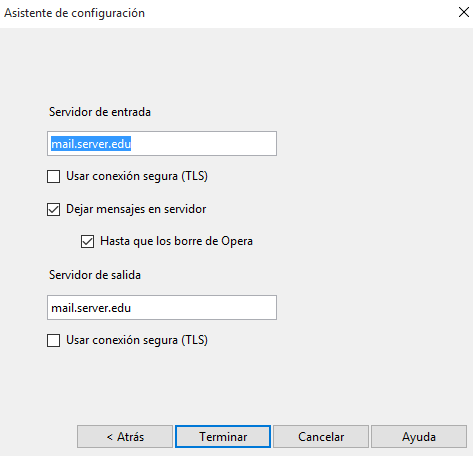 Asistente de configuración
Servidor de entrada
mail.server.edu
Usar conexión segura (TLS)
Dejar mensajes en servidor
Hasta que los borre de Opera
Servidor de salida
mail.server.edu
Usar conexión segura (TLS)
< Atrás Terminar Cancelar Ayuda